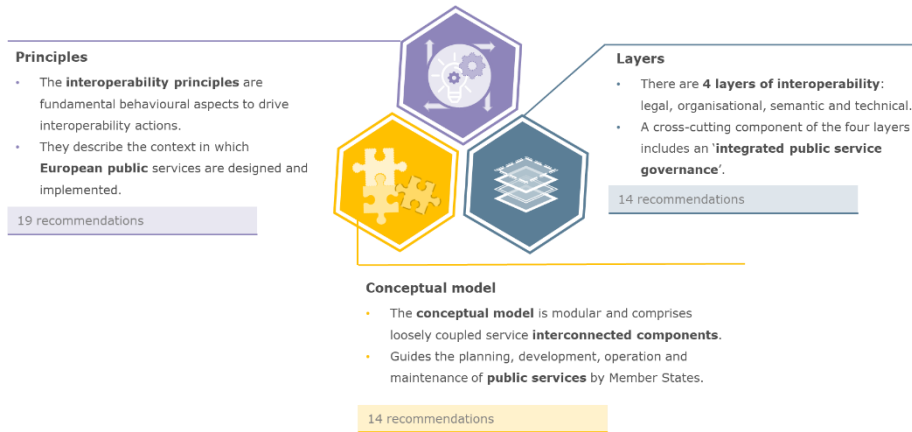 Principles
• The interoperability principles are
fundamental behavioural aspects to drive
interoperability actions.
• They describe the context in which
European public services are designed and
implemented.
19 recommendations
Layers
• There are 4 layers of interoperability:
legal, organisational, semantic and technical.
• A cross-cutting component of the four layers
includes an ‘integrated public service
governance’.
14 recommendations
Conceptual model
• The conceptual model is modular and comprises
loosely coupled service interconnected components.
• Guides the planning, development, operation and
maintenance of public services by Member States.
14 recommendations